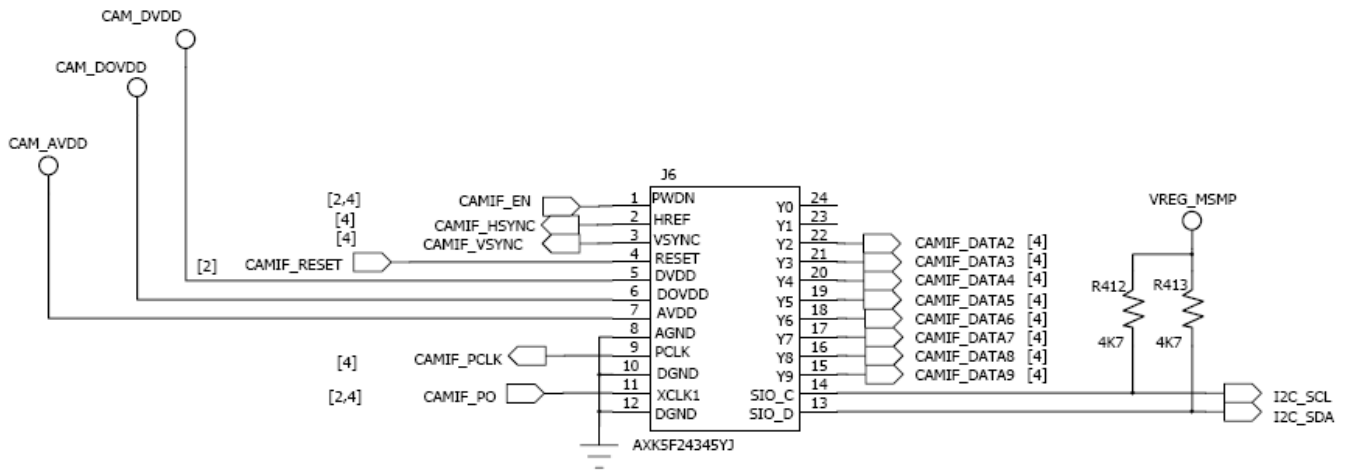 CAM_DVDD
CAM_DOVDD
CAM_AVDD
J6
[2,4] CAMIF_EN 1 PWDN Y0 24
[4] CAMIF_HSYNC 2 HREF Y1 23
[4] CAMIF_VSYNC 3 VSYNC Y2 22 CAMIF_DATA2 [4]
[2] CAMIF_RESET 4 RESET Y3 21 CAMIF_DATA3 [4]
5 DVDD Y4 20 CAMIF_DATA4 [4]
6 DOVDD Y5 19 CAMIF_DATA5 [4]
7 AVDD Y6 18 CAMIF_DATA6 [4]
8 AGND Y7 17 CAMIF_DATA7 [4]
[4] CAMIF_PCLK 9 PCLK Y8 16 CAMIF_DATA8 [4]
10 DGND Y9 15 CAMIF_DATA9 [4]
[2,4] CAMIF_PO 11 XCLK1 SIO_C 14 I2C_SCL
12 DGND SIO_D 13 I2C_SDA
AXK5F24345YJ
VREG_MSMP
R412 R413
4K7 4K7